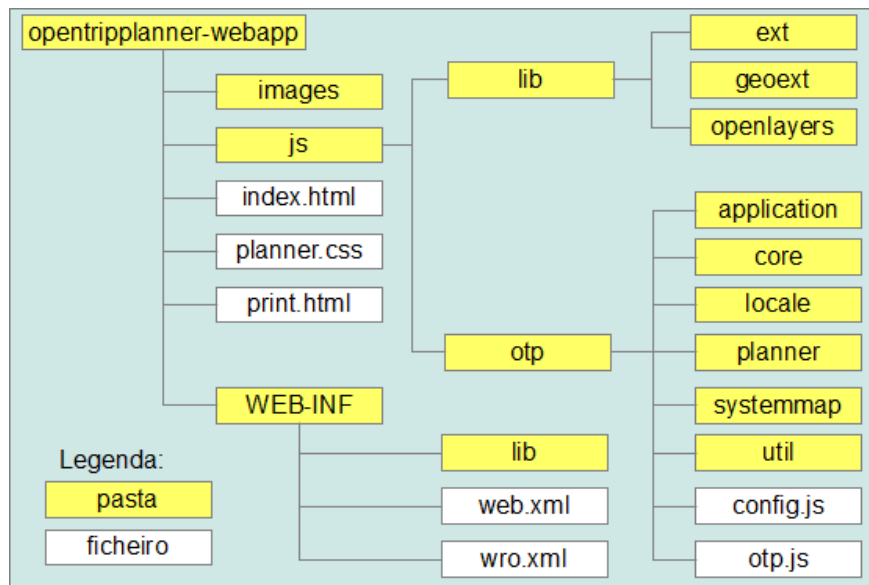 opentripplanner-webapp
images
js
index.html
planner.css
print.html
WEB-INF
lib
ext
geoext
openlayers
otp
application
core
locale
planner
systemmap
util
config.js
otp.js
lib
web.xml
wro.xml
Legenda:
pasta
ficheiro